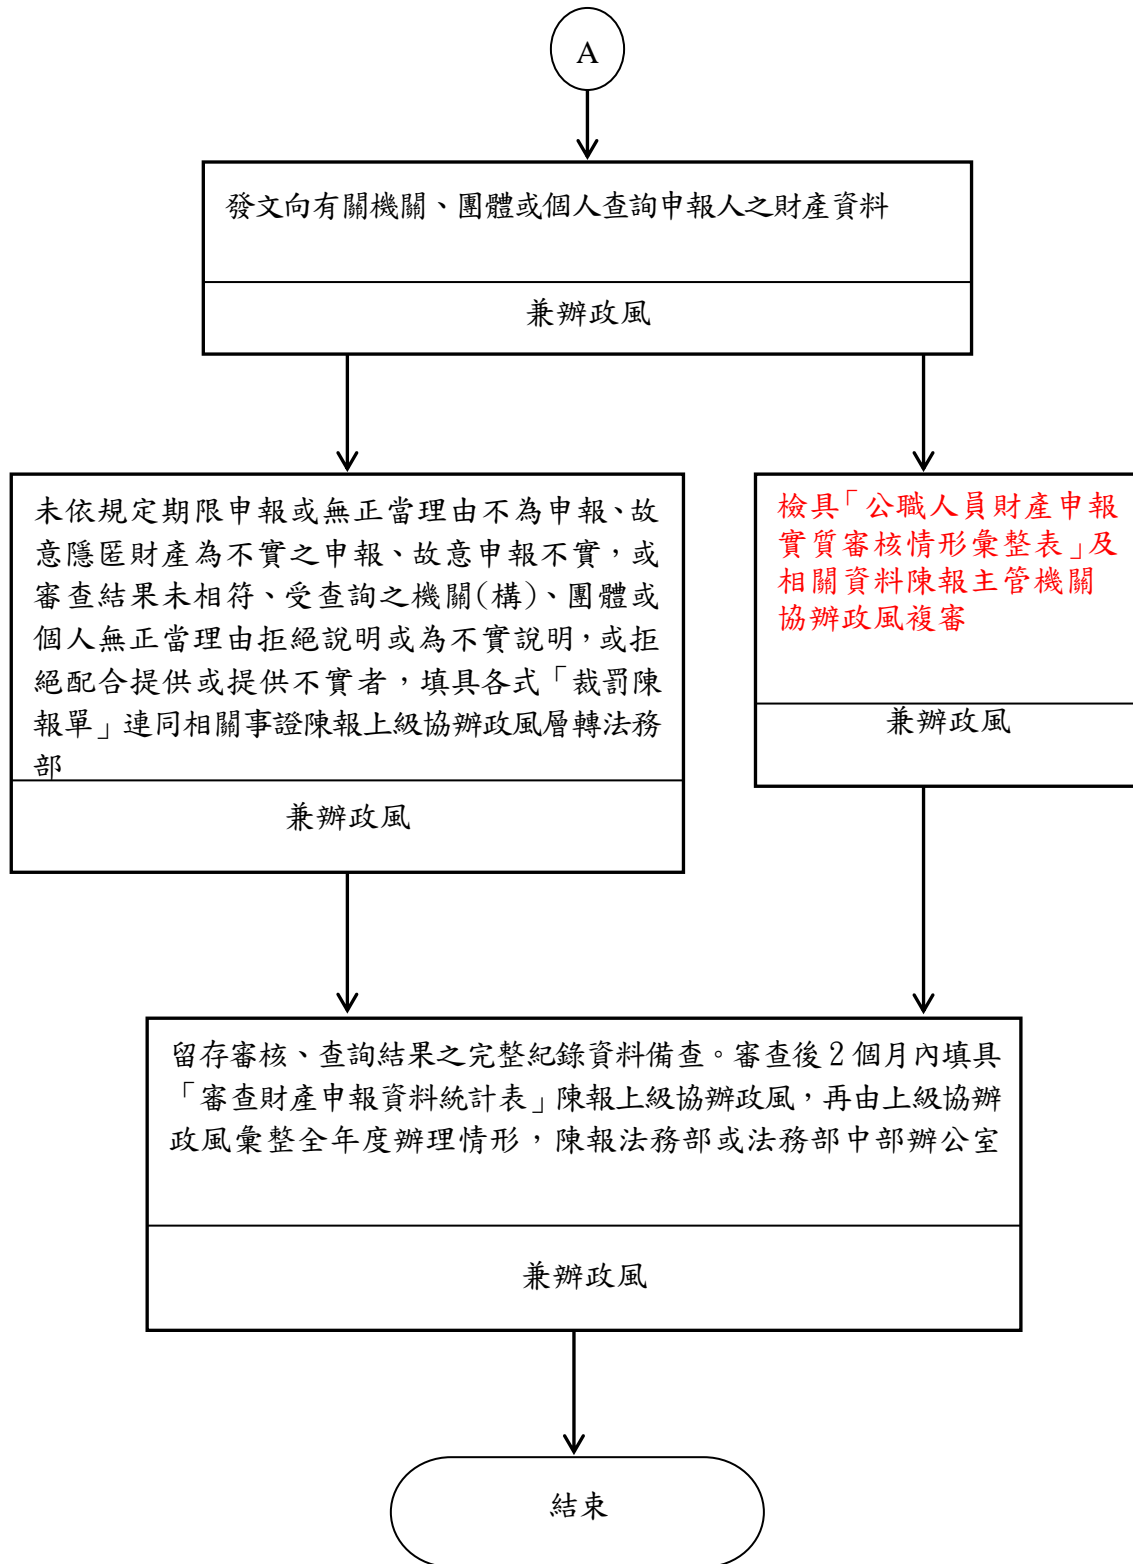 A
發文向有關機關、團體或個人查詢申報人之財產資料
兼辦政風
未依規定期限申報或無正當理由不為申報、故
意隱匿財產為不實之申報、故意申報不實，或
審查結果未相符、受查詢之機關(構)、團體或
個人無正當理由拒絕說明或為不實說明，或拒
絕配合提供或提供不實者，填具各式「裁罰陳
報單」連同相關事證陳報上級協辦政風層轉法務
部
兼辦政風
檢具「公職人員財產申報
實質審核情形彙整表」及
相關資料陳報主管機關
協辦政風複審
兼辦政風
留存審核、查詢結果之完整紀錄資料備查。審查後 2 個月內填具
「審查財產申報資料統計表」陳報上級協辦政風，再由上級協辦
政風彙整全年度辦理情形，陳報法務部或法務部中部辦公室
兼辦政風
結束